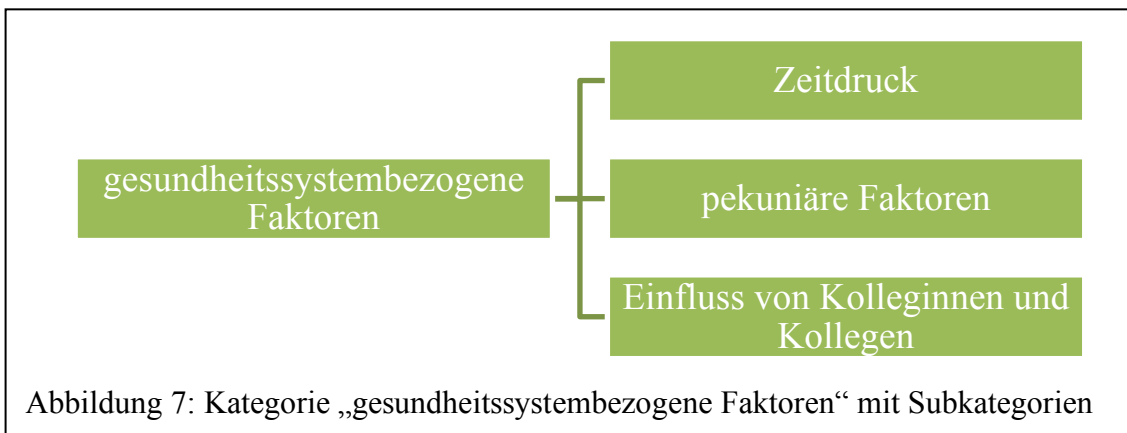 Zeitdruck
gesundheitssystembezogene
Faktoren
pekuniäre Faktoren
Einfluss von Kolleginnen und
Kollegen
Abbildung 7: Kategorie „gesundheitssystembezogene Faktoren“ mit Subkategorien